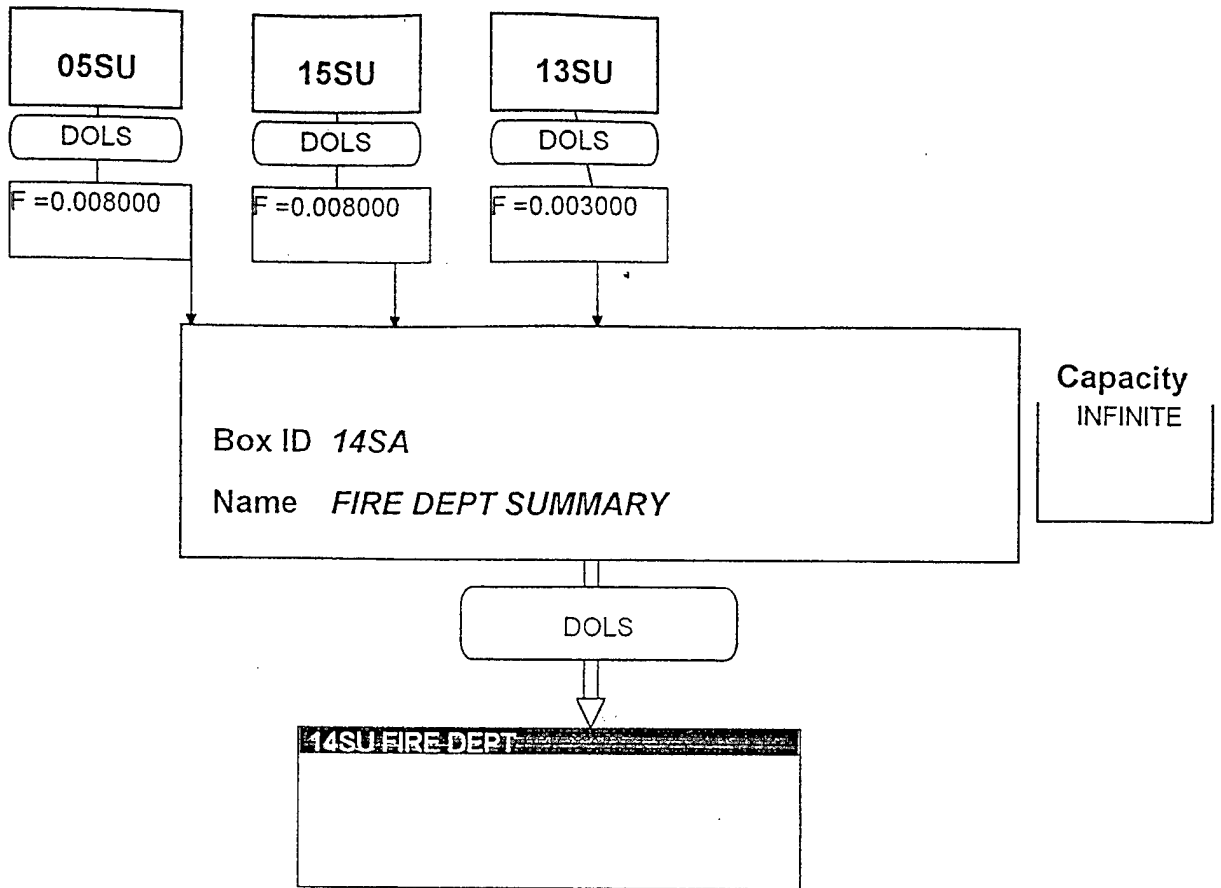 05SU
15SU
13SU
DOLS
DOLS
DOLS
F =0.008000
F =0.008000
F =0.003000
Box ID 14SA
Name FIRE DEPT SUMMARY
Capacity
INFINITE
DOLS
14SU FIRE DEPT